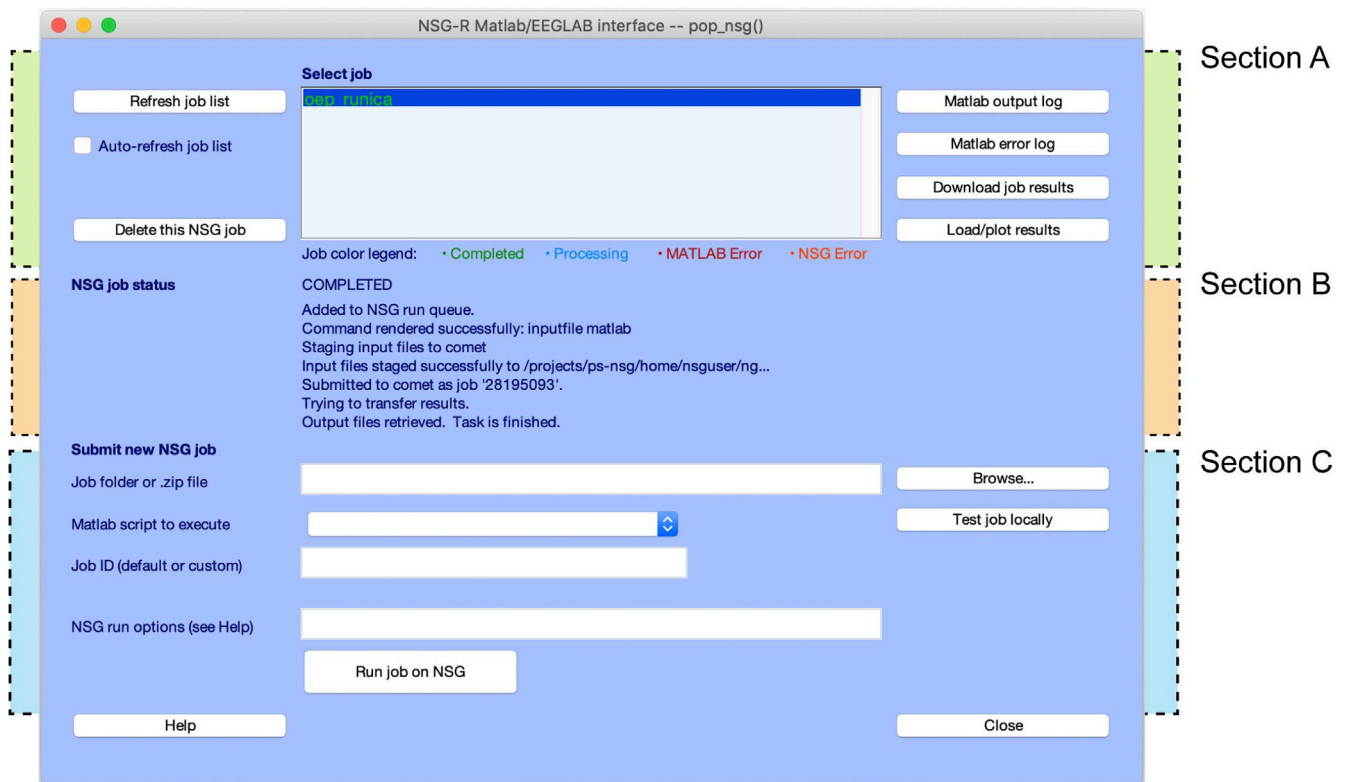 NSG-R Matlab/EEGLAB interface -- pop_nsg()
Section A
Select job
Refresh job list
oep_runica
Matlab output log
Auto-refresh job list
Matlab error log
Download job results
Delete this NSG job
Load/plot results
Job color legend: • Completed • Processing • MATLAB Error • NSG Error
Section B
NSG job status
COMPLETED
Added to NSG run queue.
Command rendered successfully: inputfile matlab
Staging input files to comet
Input files staged successfully to /projects/ps-nsg/home/nsguser/ng...
Submitted to comet as job '28195093'.
Trying to transfer results.
Output files retrieved.  Task is finished.
Section C
Submit new NSG job
Job folder or .zip file
Browse...
Matlab script to execute
Test job locally
Job ID (default or custom)
NSG run options (see Help)
Run job on NSG
Help
Close